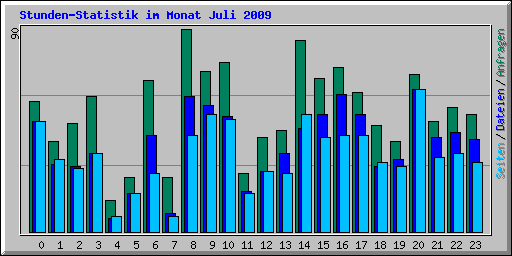 Stunden-Statistik im Monat Juli 2009
90
Seiten / Dateien / Anfragen
0 1 2 3 4 5 6 7 8 9 10 11 12 13 14 15 16 17 18 19 20 21 22 23